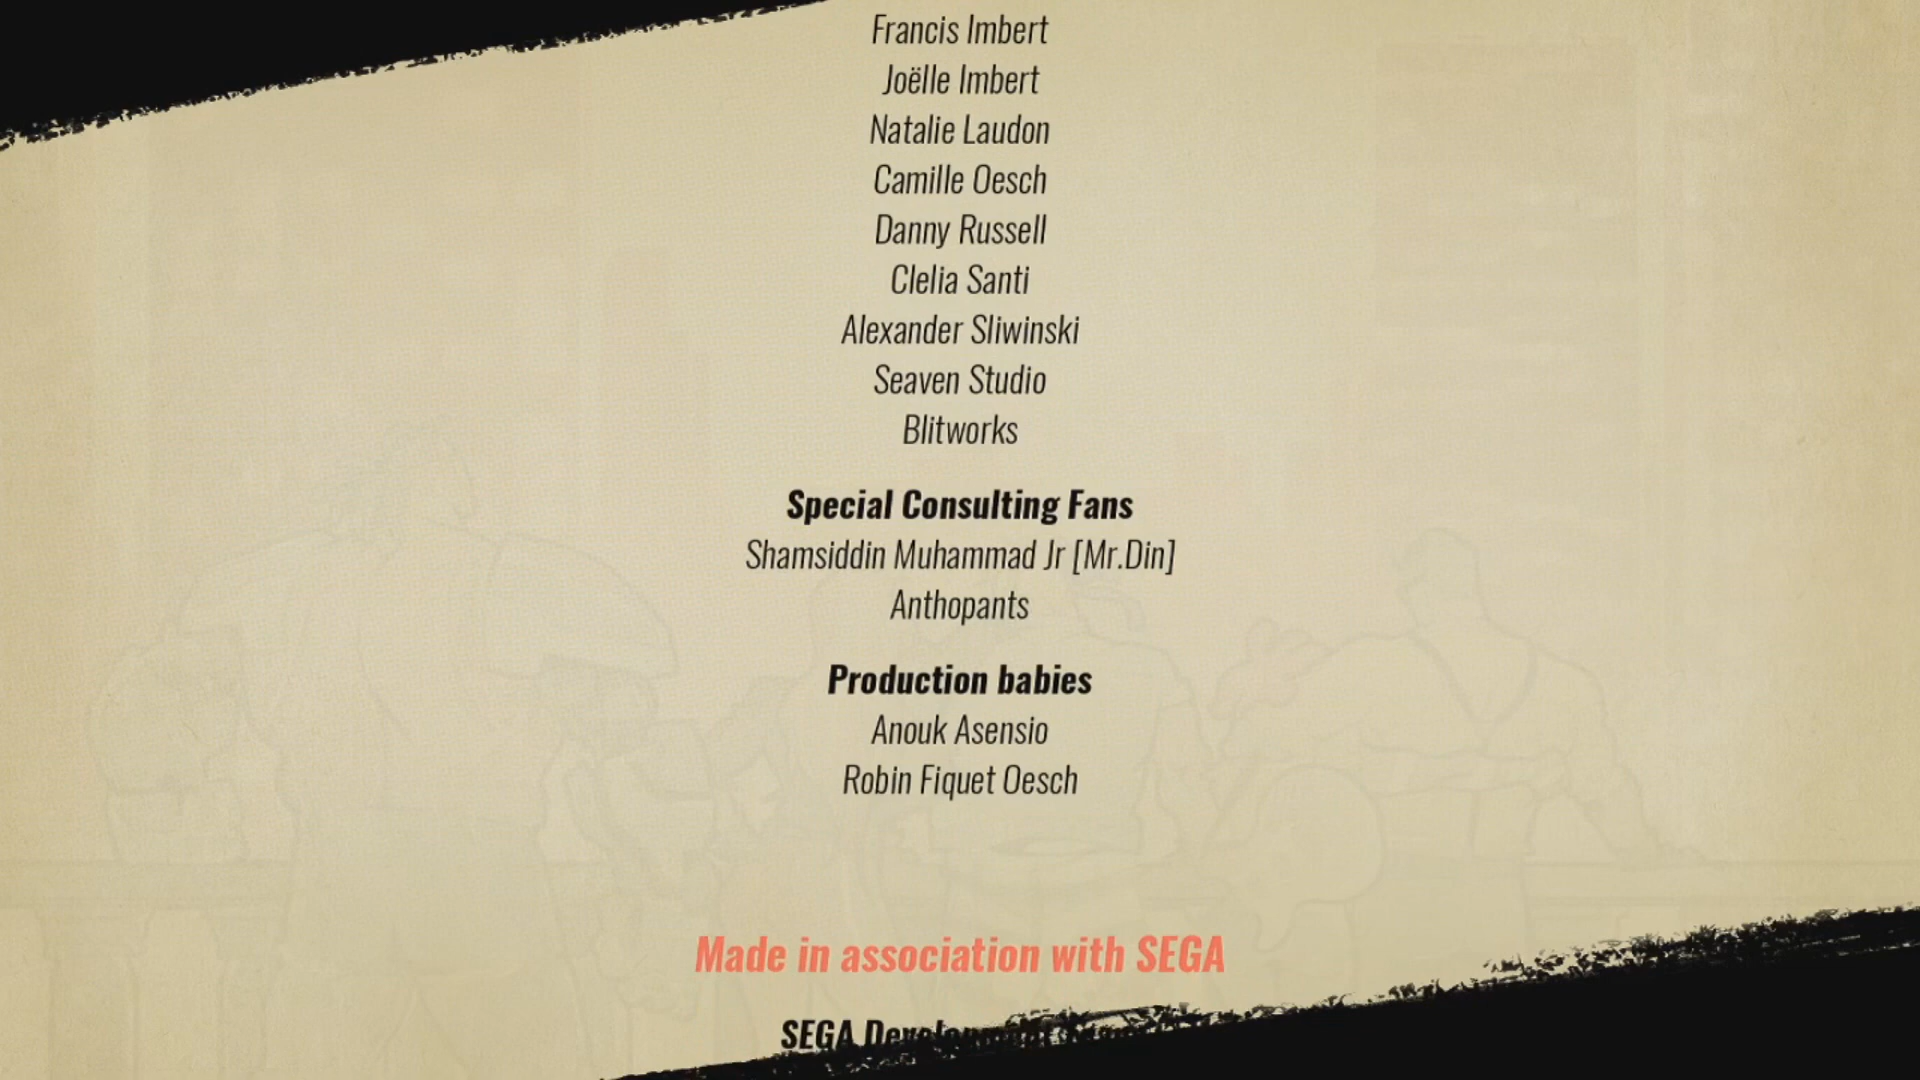 Francis Imbert
Joëlle Imbert
Natalie Laudon
Camille Oesch
Danny Russell
Clelia Santi
Alexander Sliwinski
Seaven Studio
Blitworks
Special Consulting Fans
Shamsiddin Muhammad Jr [Mr.Din]
Anthopants
Production babies
Anouk Asensio
Robin Fiquet Oesch
Made in association with SEGA
SEGA Development